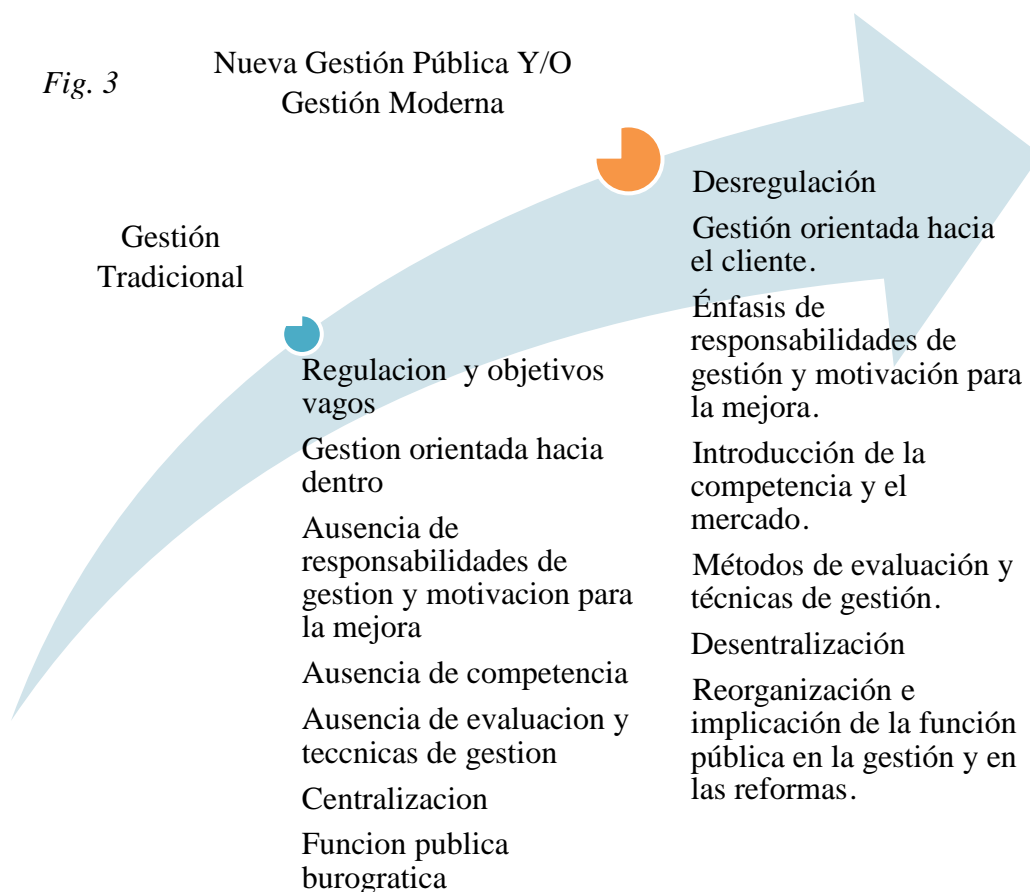 Fig. 3
Nueva Gestión Pública Y/O
Gestión Moderna
Gestión
Tradicional
Regulacion y objetivos
vagos
Gestion orientada hacia
dentro
Ausencia de
responsabilidades de
gestion y motivacion para
la mejora
Ausencia de competencia
Ausencia de evaluacion y
teccnicas de gestion
Centralizacion
Funcion publica
burogratica
Desregulación
Gestión orientada hacia
el cliente.
Énfasis de
responsabilidades de
gestión y motivación para
la mejora.
Introducción de la
competencia y el
mercado.
Métodos de evaluación y
técnicas de gestión.
Desentralización
Reorganización e
implicación de la función
pública en la gestión y en
las reformas.